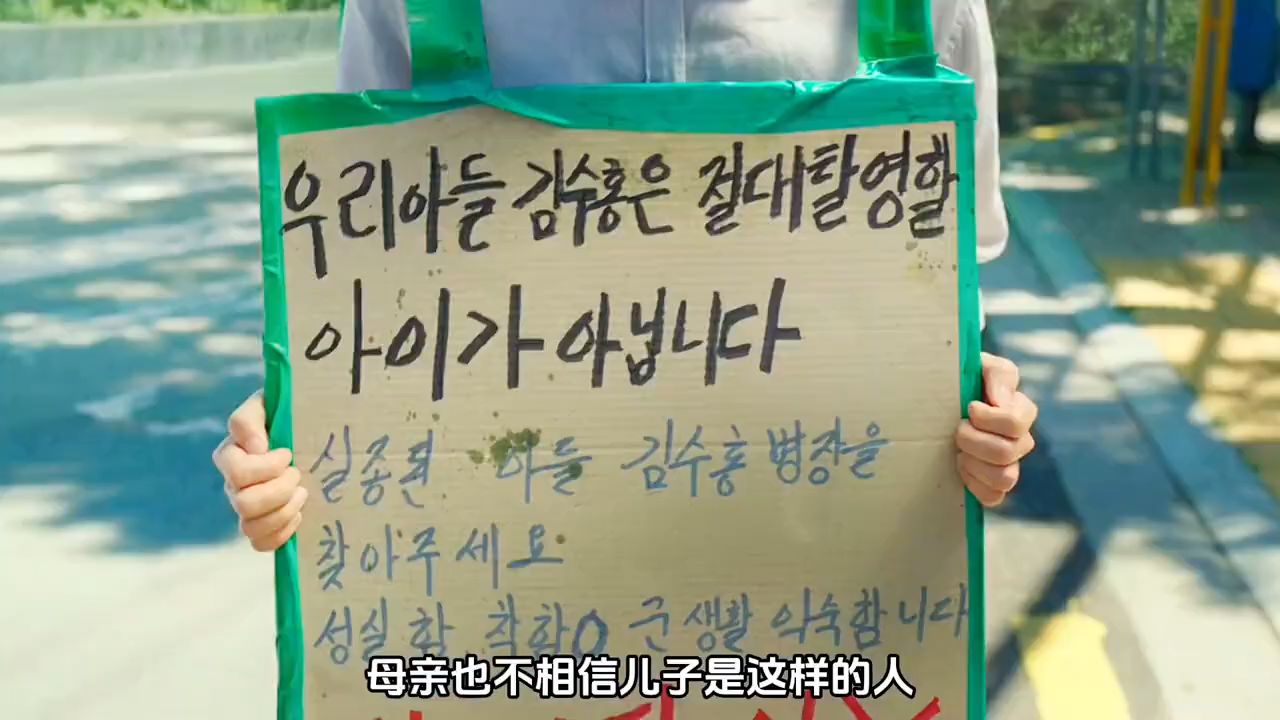 우리아들 김수홍은 절대탈영할
아이가 아닙니다
실종된 아들 김수홍 병장을
찾아주세요
성실함. 착함 군생활 익숙함니다
母亲也不相信儿子是这样的人